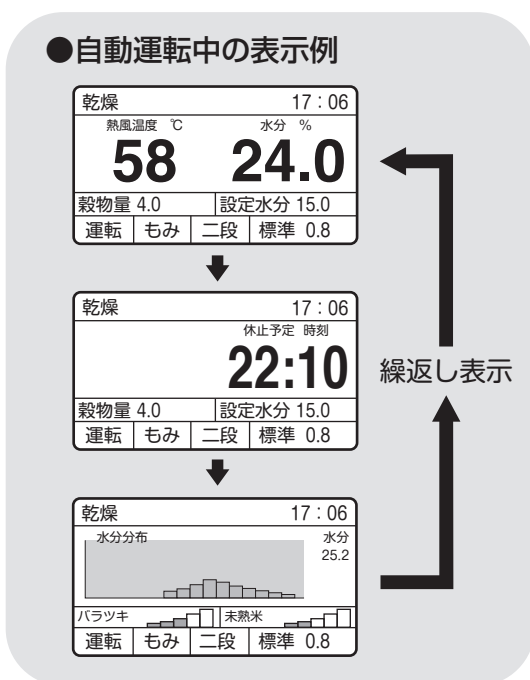 ●自動運転中の表示例
乾燥 17：06
熱風温度 ℃ 水分 %
58 24.0
穀物量 4.0 設定水分 15.0
運転 もみ 二段 標準 0.8
乾燥 17：06
休止予定 時刻
22:10
穀物量 4.0 設定水分 15.0
運転 もみ 二段 標準 0.8
繰返し表示
乾燥 17：06
水分分布 水分
25.2
バラツキ 未熟米
運転 もみ 二段 標準 0.8